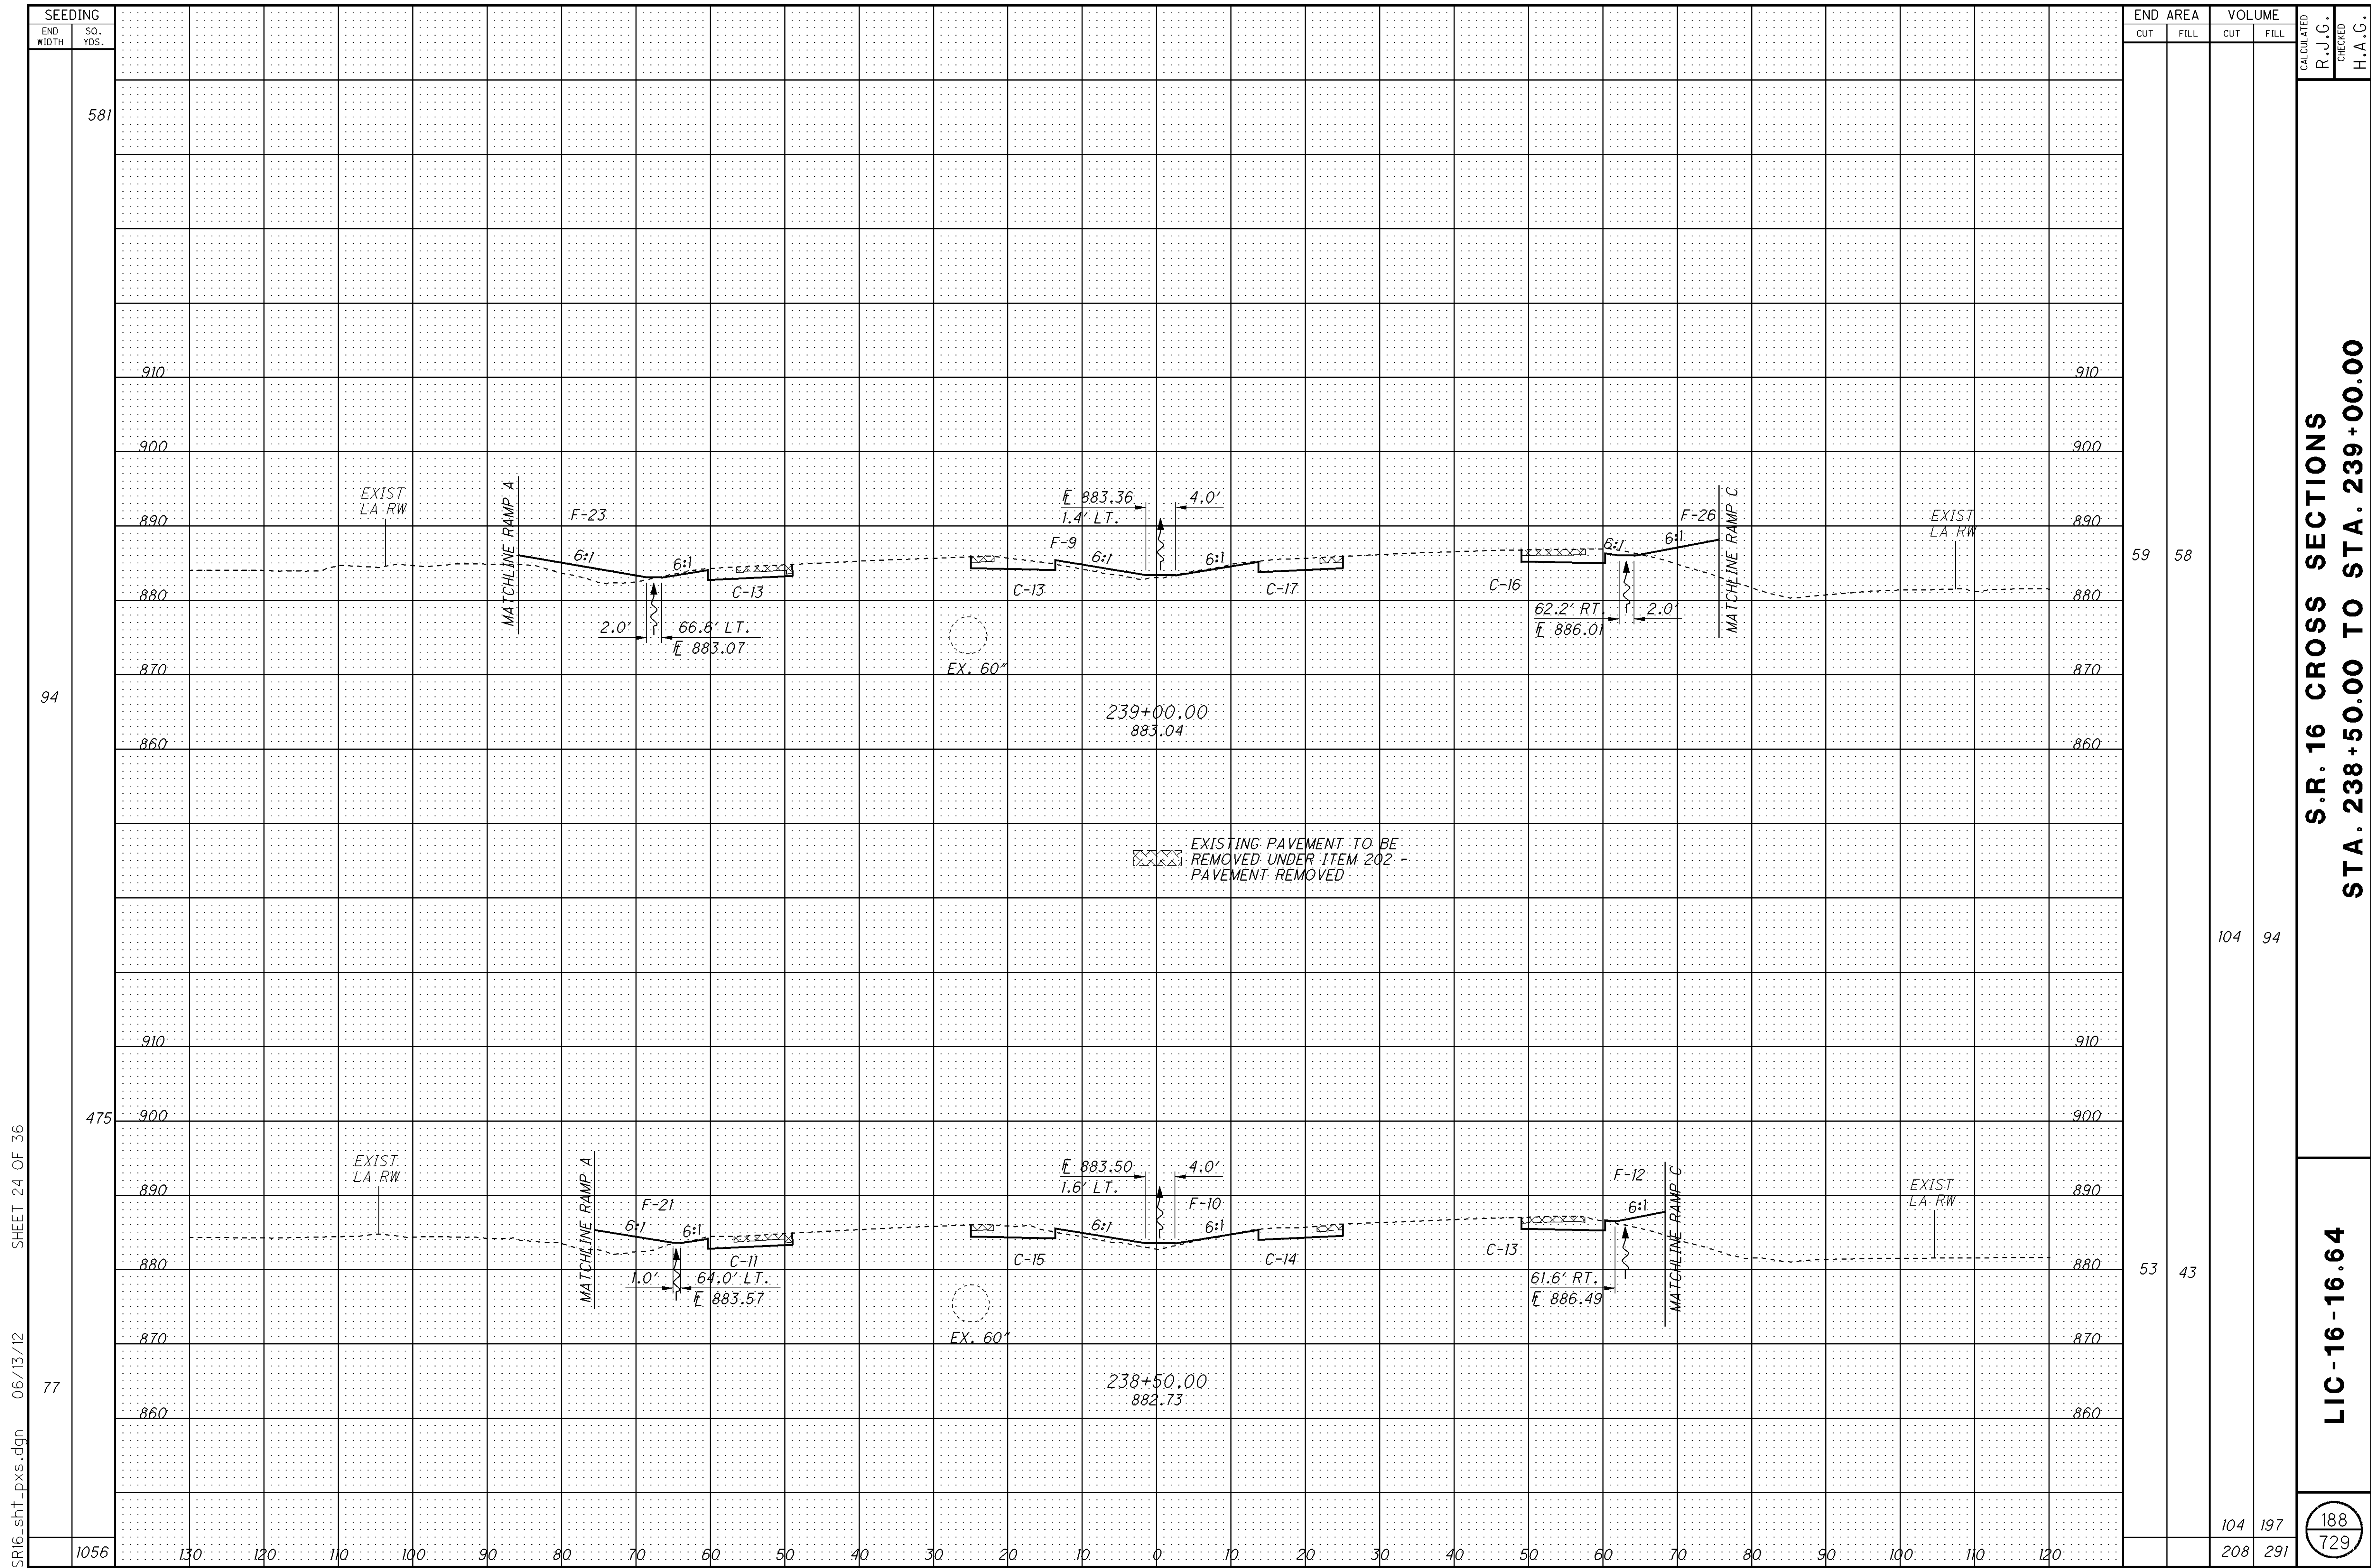 SEEDING
END WIDTH
SQ. YDS.
END AREA
VOLUME
CUT
FILL
CUT
FILL
CALCULATED
R.J.G.
CHECKED
H.A.G.
581
910
910
900
900
EXIST
LA RW
MATCHLINE RAMP A
F-23
6:1
6:1
C-13
2.0'
66.6' LT.
FL 883.07
FL 883.36
1.4' LT.
4.0'
F-9
6:1
6:1
C-13
C-17
EX. 60"
C-16
6:1
6:1
F-26
MATCHLINE RAMP C
62.2' RT.
FL 886.01
2.0'
EXIST
LA RW
890
890
59
58
880
880
870
870
94
239+00.00
883.04
860
860
EXISTING PAVEMENT TO BE
REMOVED UNDER ITEM 202 -
PAVEMENT REMOVED
104
94
910
910
475
900
900
EXIST
LA RW
MATCHLINE RAMP A
F-21
6:1
6:1
C-11
1.0'
64.0' LT.
FL 883.57
FL 883.50
1.6' LT.
4.0'
F-10
6:1
6:1
C-15
C-14
EX. 60"
C-13
F-12
6:1
MATCHLINE RAMP C
61.6' RT.
FL 886.49
EXIST
LA RW
890
890
880
880
53
43
870
870
77
238+50.00
882.73
860
860
104
197
1056
130 120 110 100 90 80 70 60 50 40 30 20 10 0 10 20 30 40 50 60 70 80 90 100 110 120
208
291
S.R. 16 CROSS SECTIONS
STA. 238+50.00 TO STA. 239+00.00
LIC-16-16.64
188
729
SR16_sht_pxs.dgn 06/13/12 SHEET 24 OF 36